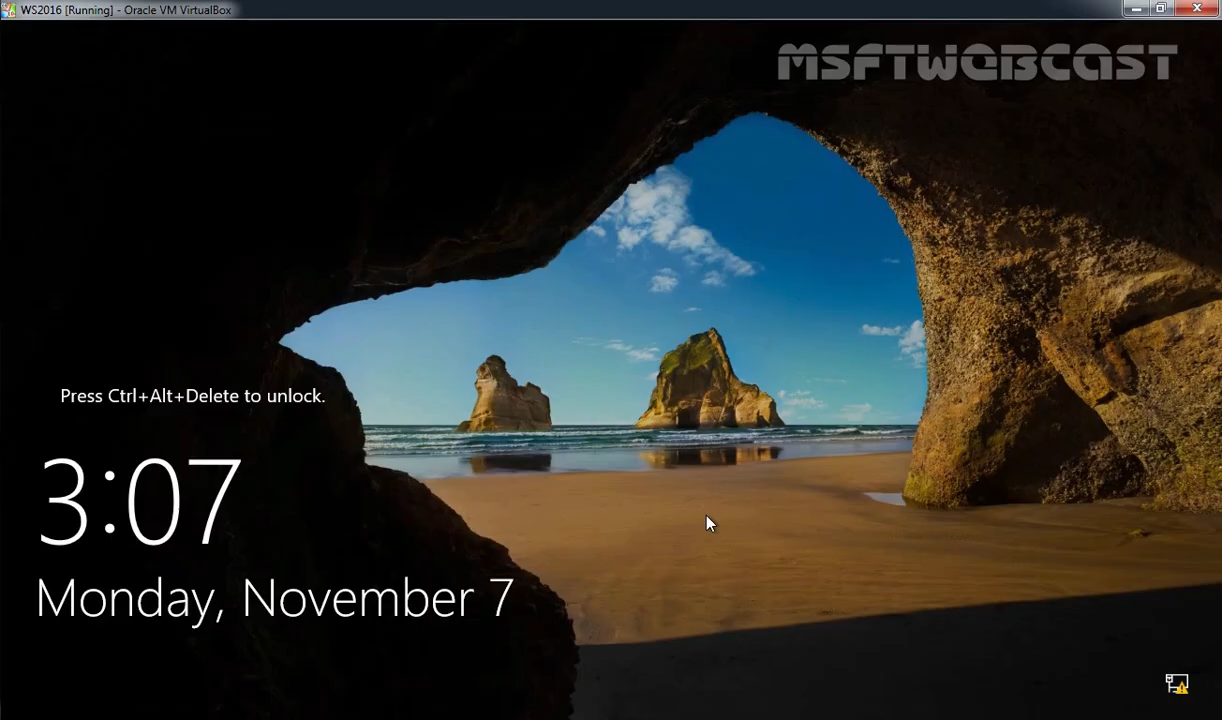 WS2016 [Running] - Oracle VM VirtualBox
MSFTWEBCAST
Press Ctrl+Alt+Delete to unlock.
3:07
Monday, November 7